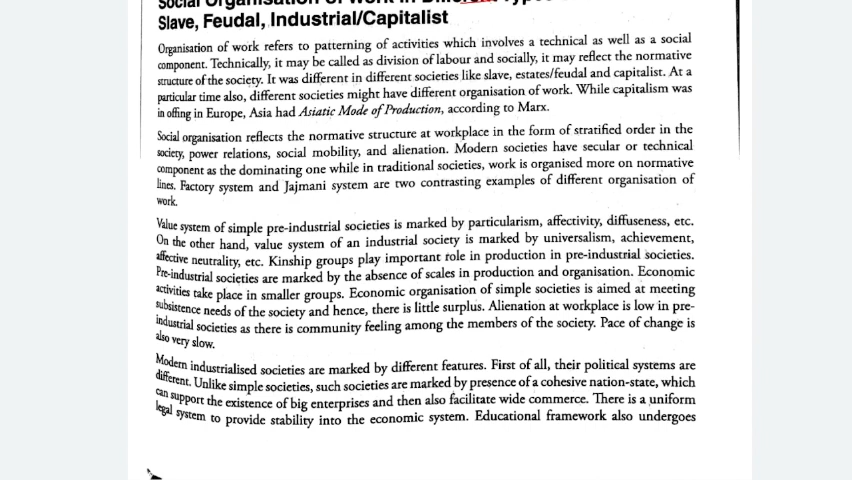 Social Organisation of Work in Different Typ
Slave, Feudal, Industrial/Capitalist
Organisation of work refers to patterning of activities which involves a technical as well as a social
component. Technically, it may be called as division of labour and socially, it may reflect the normative
structure of the society. It was different in different societies like slave, estates/feudal and capitalist. At a
particular time also, different societies might have different organisation of work. While capitalism was
in offing in Europe, Asia had Asiatic Mode of Production, according to Marx.
Social organisation reflects the normative structure at workplace in the form of stratified order in the
society, power relations, social mobility, and alienation. Modern societies have secular or technical
component as the dominating one while in traditional societies, work is organised more on normative
lines. Factory system and Jajmani system are two contrasting examples of different organisation of
work.
Value system of simple pre-industrial societies is marked by particularism, affectivity, diffuseness, etc.
On the other hand, value system of an industrial society is marked by universalism, achievement,
affective neutrality, etc. Kinship groups play important role in production in pre-industrial societies.
Pre-industrial societies are marked by the absence of scales in production and organisation. Economic
activities take place in smaller groups. Economic organisation of simple societies is aimed at meeting
subsistence needs of the society and hence, there is little surplus. Alienation at workplace is low in pre-
industrial societies as there is community feeling among the members of the society. Pace of change is
also very slow.
Modern industrialised societies are marked by different features. First of all, their political systems are
different. Unlike simple societies, such societies are marked by presence of a cohesive nation-state, which
can support the existence of big enterprises and then also facilitate wide commerce. There is a uniform
legal system to provide stability into the economic system. Educational framework also undergoes